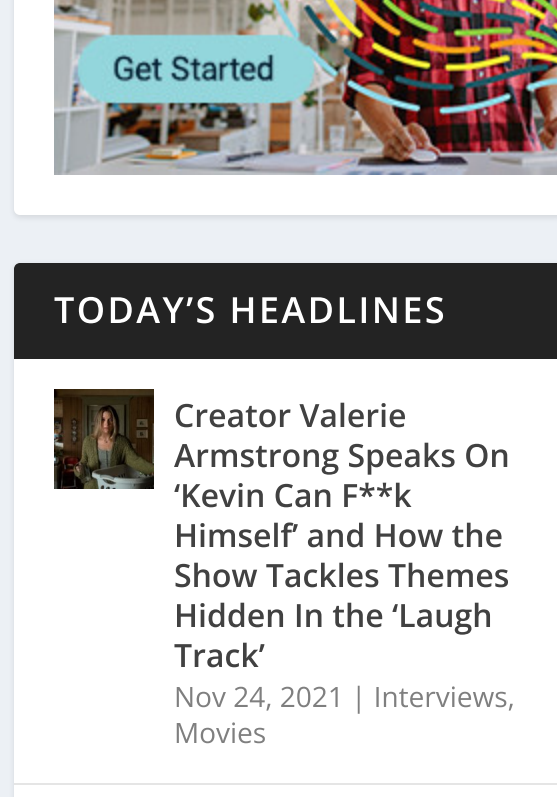 Get Started
TODAY’S HEADLINES
Creator Valerie
Armstrong Speaks On
‘Kevin Can F**k
Himself’ and How the
Show Tackles Themes
Hidden In the ‘Laugh
Track’
Nov 24, 2021 | Interviews,
Movies